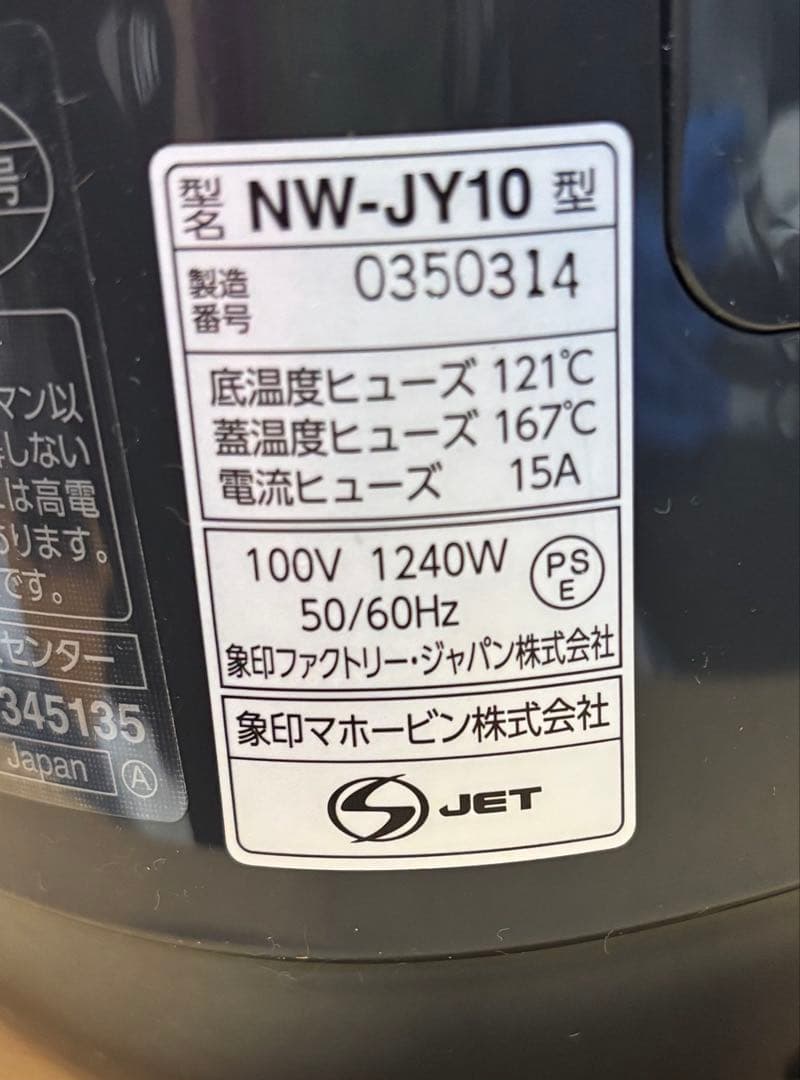 号
マン以
しない
は高電
ります。
です。
センター
345135
Japan Ⓐ
型名 NW-JY10 型
製造番号 0350314
底温度ヒューズ 121℃
蓋温度ヒューズ 167℃
電流ヒューズ 15A
100V 1240W
PS
E
50/60Hz
象印ファクトリー・ジャパン株式会社
象印マホービン株式会社
JET